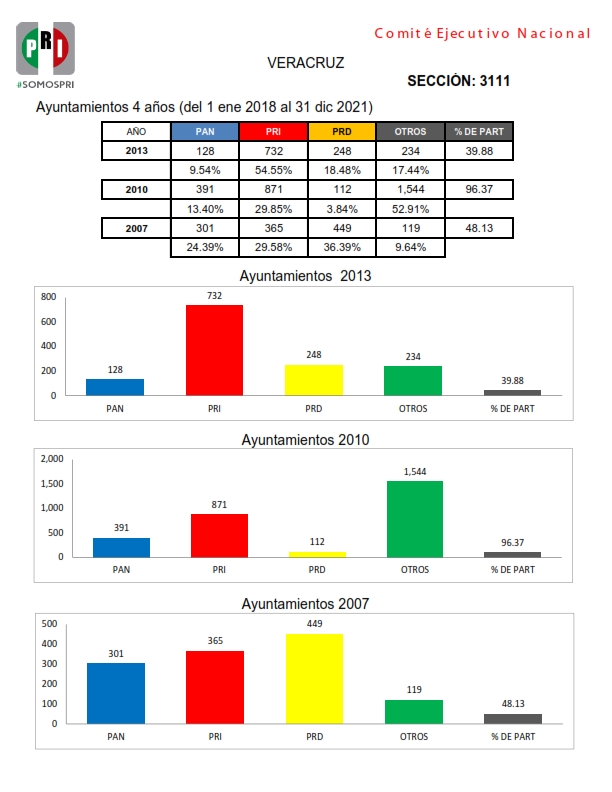 Comité Ejecutivo Nacional
PRI
#SOMOSPRI
VERACRUZ
SECCIÓN: 3111
Ayuntamientos 4 años (del 1 ene 2018 al 31 dic 2021)
AÑO PAN PRI PRD OTROS % DE PART
2013 128 732 248 234 39.88
9.54% 54.55% 18.48% 17.44%
2010 391 871 112 1,544 96.37
13.40% 29.85% 3.84% 52.91%
2007 301 365 449 119 48.13
24.39% 29.58% 36.39% 9.64%
Ayuntamientos 2013
800
600
400
200
0
128 732 248 234 39.88
PAN PRI PRD OTROS % DE PART
Ayuntamientos 2010
2,000
1,500
1,000
500
0
391 871 112 1,544 96.37
PAN PRI PRD OTROS % DE PART
Ayuntamientos 2007
500
400
300
200
100
0
301 365 449 119 48.13
PAN PRI PRD OTROS % DE PART